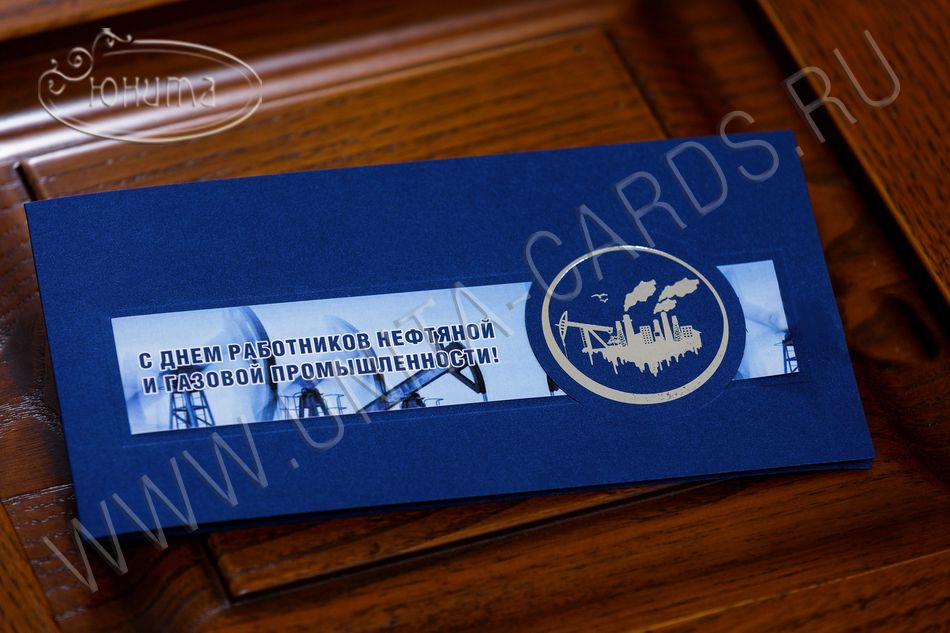 Юнита
WWW.UNITA-CARDS.RU
С ДНЕМ РАБОТНИКОВ НЕФТЯНОЙ
И ГАЗОВОЙ ПРОМЫШЛЕННОСТИ!